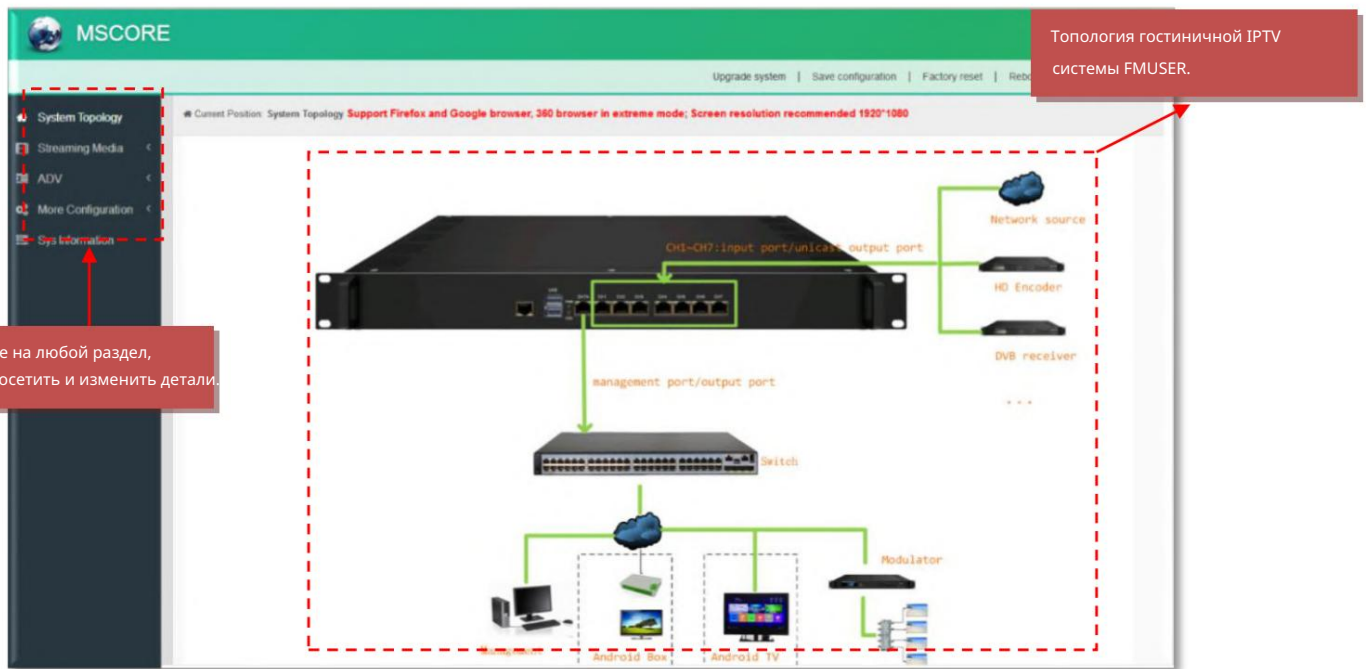 MSCORE
Топология гостиничной IPTV
системы FMUSER.
Upgrade system | Save configuration | Factory reset |
System Topology
Current Position: System Topology Support Firefox and Google browser, 360 browser in extreme mode; Screen resolution recommended 1920*1080
Streaming Media
ADV
More Configuration
Sys Information
Network source
CH1~CH7:input port/unicast output port
HD Encoder
DVB receiver
...
на любой раздел,
и изменить детали.
management port/output port
Switch
Modulator
Management
Android Box
Android TV